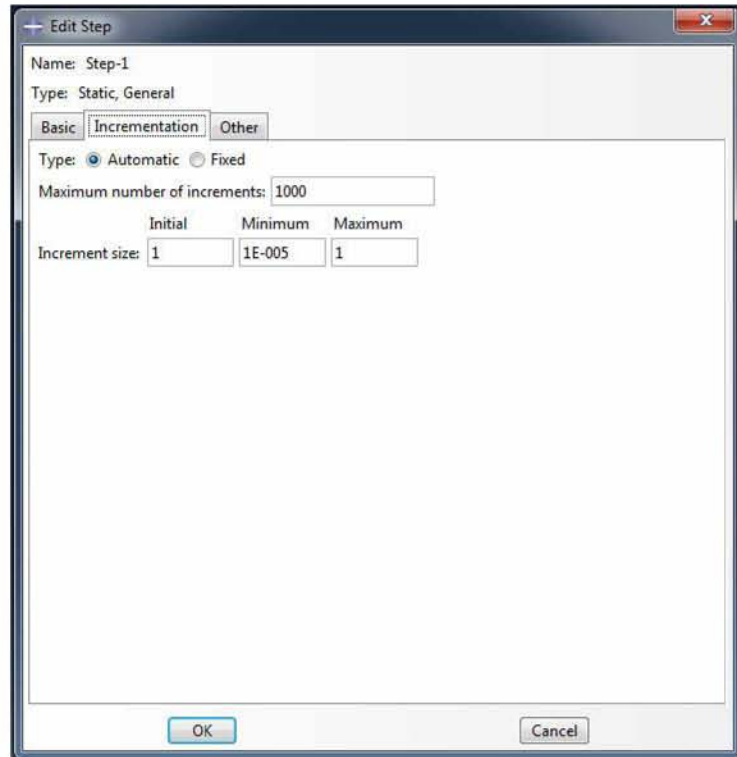 Edit Step
Name: Step-1
Type: Static, General
Basic Incrementation Other
Type: Automatic Fixed
Maximum number of increments: 1000
Initial Minimum Maximum
Increment size: 1 1E-005 1
OK Cancel